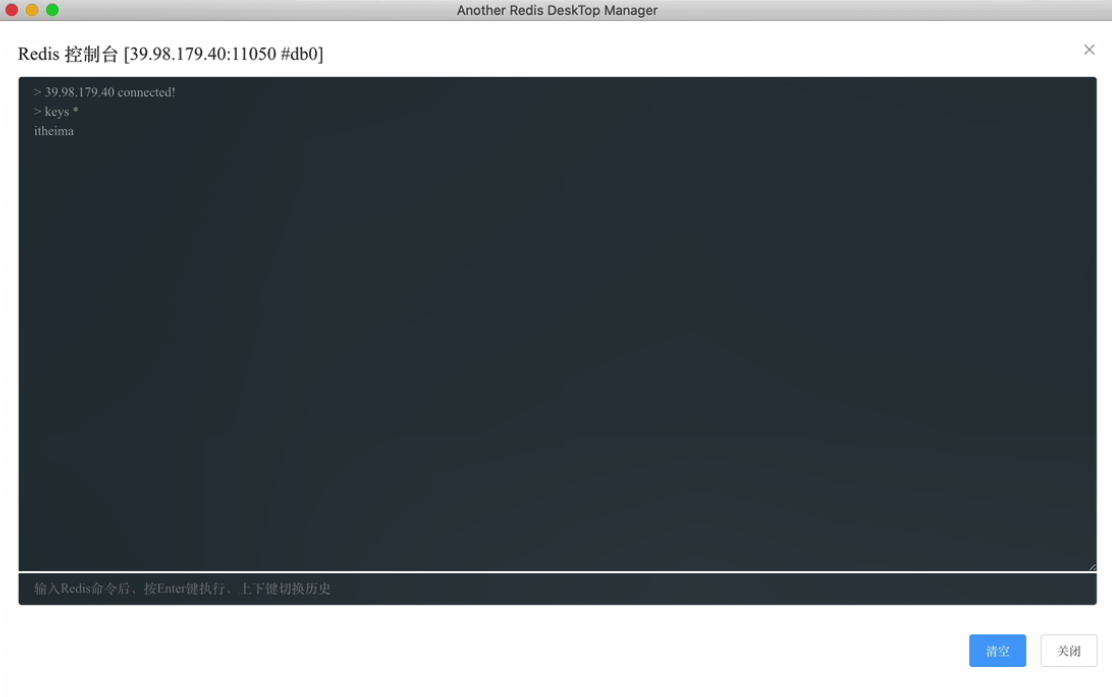 Another Redis DeskTop Manager
Redis 控制台 [39.98.179.40:11050 #db0]
> 39.98.179.40 connected!
> keys *
itheima
输入Redis命令后，按Enter键执行，上下键切换历史
清空
关闭